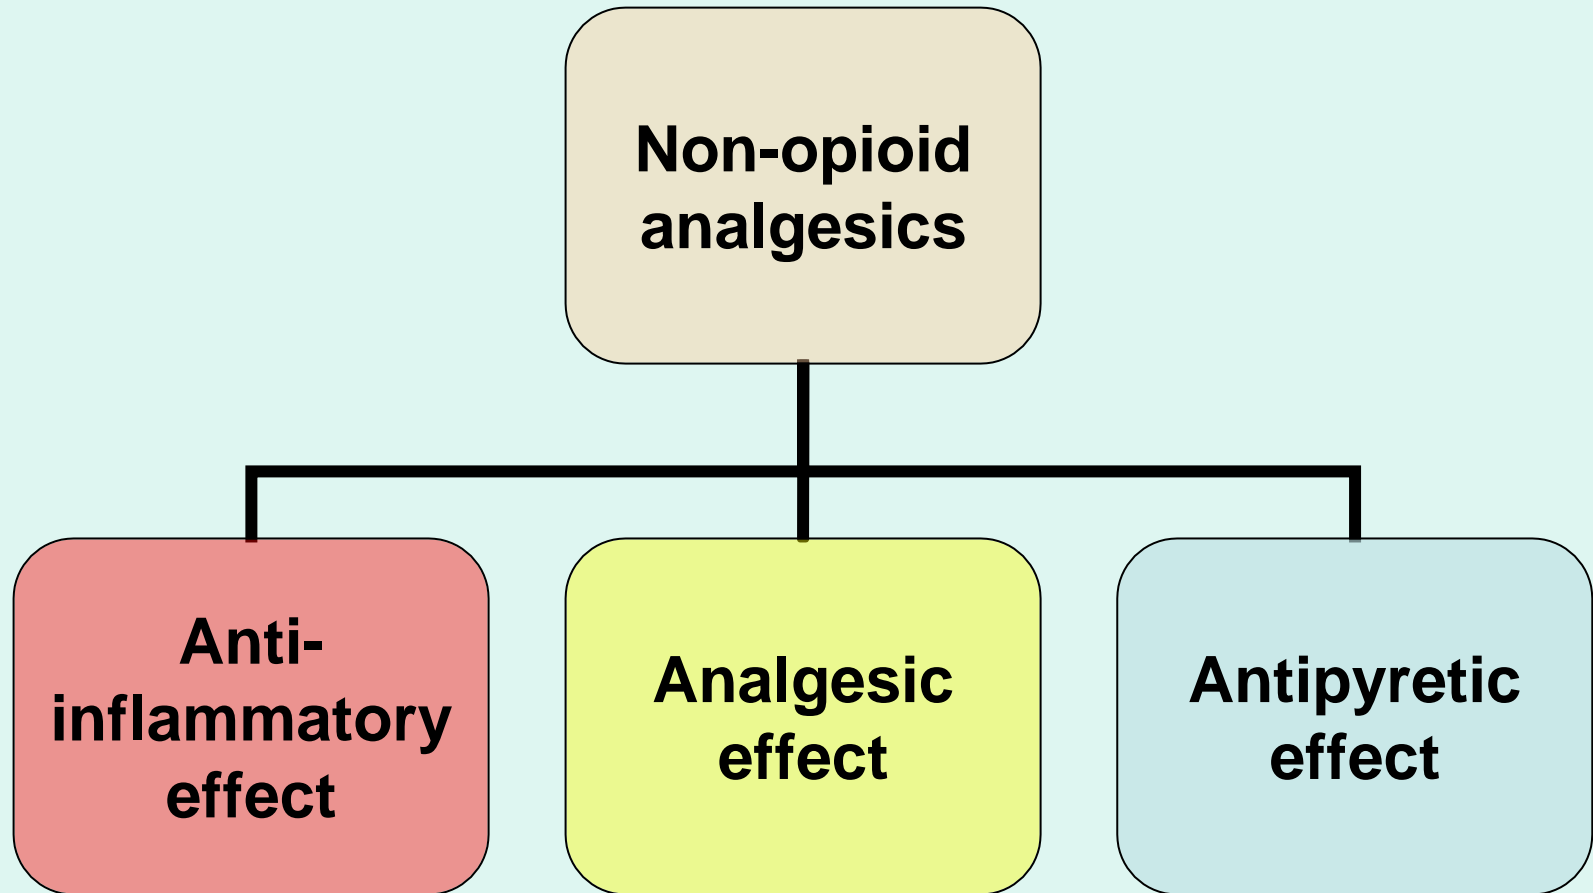 Non-opioid
analgesics
Anti-
inflammatory
effect
Analgesic
effect
Antipyretic
effect